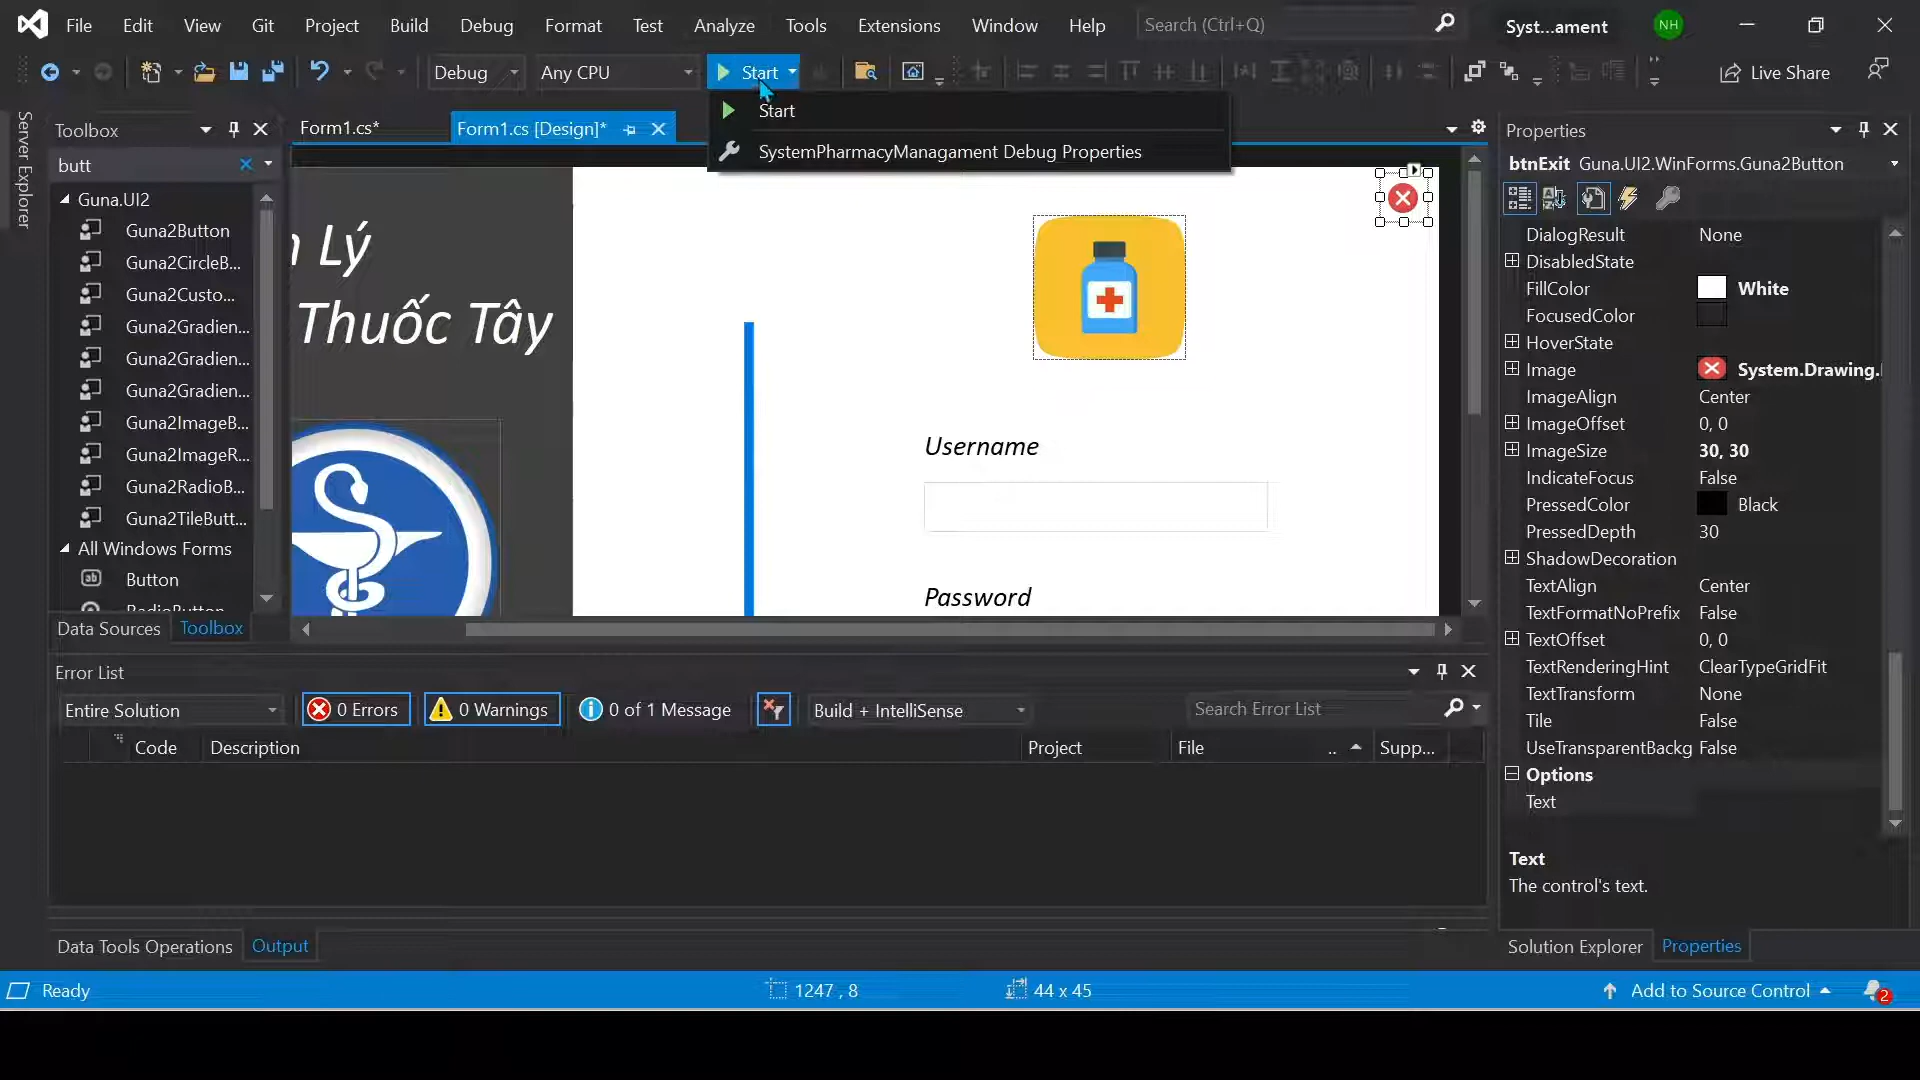 File Edit View Git Project Build Debug Format Test Analyze Tools Extensions Window Help Search (Ctrl+Q) Syst...ament NH
Debug Any CPU Start Live Share
Start
SystemPharmacyManagament Debug Properties
Server Explorer
Toolbox
butt
Guna.UI2
Guna2Button
Guna2CircleB...
Guna2Custo...
Guna2Gradien...
Guna2Gradien...
Guna2Gradien...
Guna2ImageB...
Guna2ImageR...
Guna2RadioB...
Guna2TileButt...
All Windows Forms
Button
RadioButton
Data Sources Toolbox
Form1.cs* Form1.cs [Design]*
Lý
Thuốc Tây
Username
Password
Properties
btnExit Guna.UI2.WinForms.Guna2Button
DialogResult None
DisabledState
FillColor White
FocusedColor
HoverState
Image System.Drawing.
ImageAlign Center
ImageOffset 0, 0
ImageSize 30, 30
IndicateFocus False
PressedColor Black
PressedDepth 30
ShadowDecoration
TextAlign Center
TextFormatNoPrefix False
TextOffset 0, 0
TextRenderingHint ClearTypeGridFit
TextTransform None
Tile False
UseTransparentBackg False
Options
Text
Text
The control's text.
Solution Explorer Properties
Error List
Entire Solution 0 Errors 0 Warnings 0 of 1 Message Build + IntelliSense Search Error List
Code Description Project File .. Supp...
Data Tools Operations Output
Ready 1247 , 8 44 x 45 Add to Source Control 2